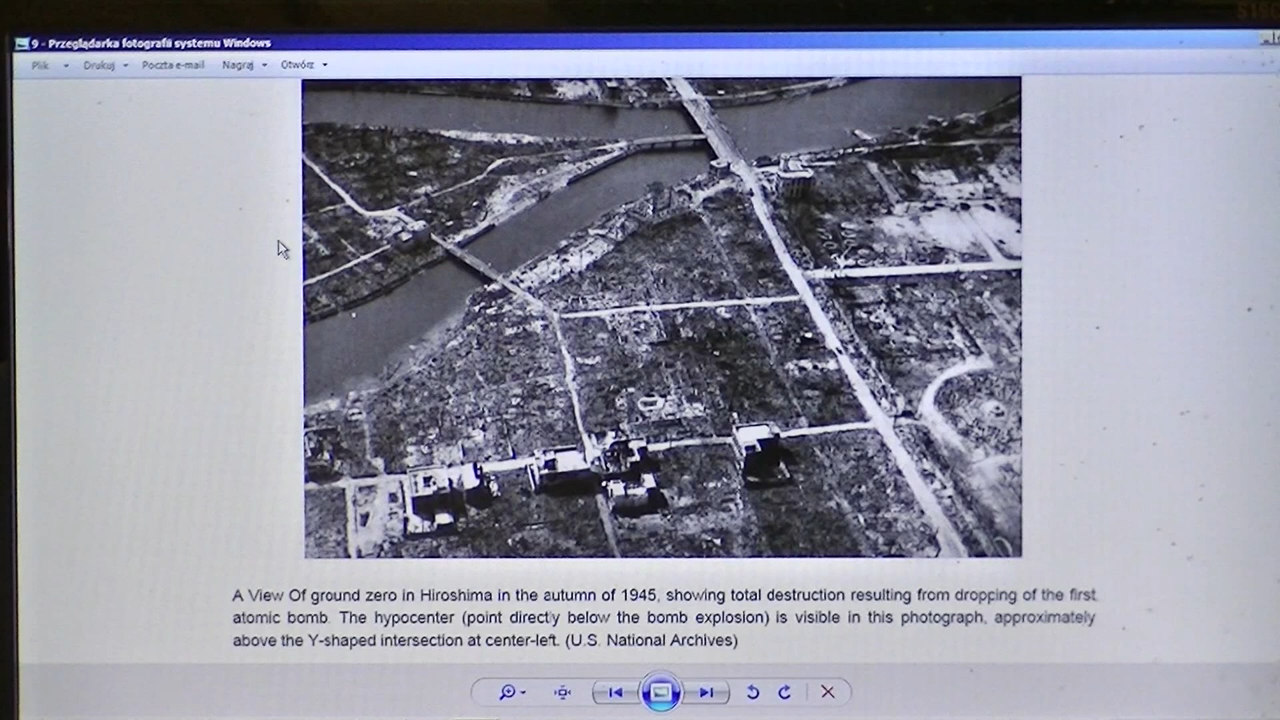 9 - Przeglądarka fotografii systemu Windows
Plik Drukuj Poczta e-mail Nagraj Otwórz
A View Of ground zero in Hiroshima in the autumn of 1945, showing total destruction resulting from dropping of the first
atomic bomb. The hypocenter (point directly below the bomb explosion) is visible in this photograph, approximately
above the Y-shaped intersection at center-left. (U.S. National Archives)